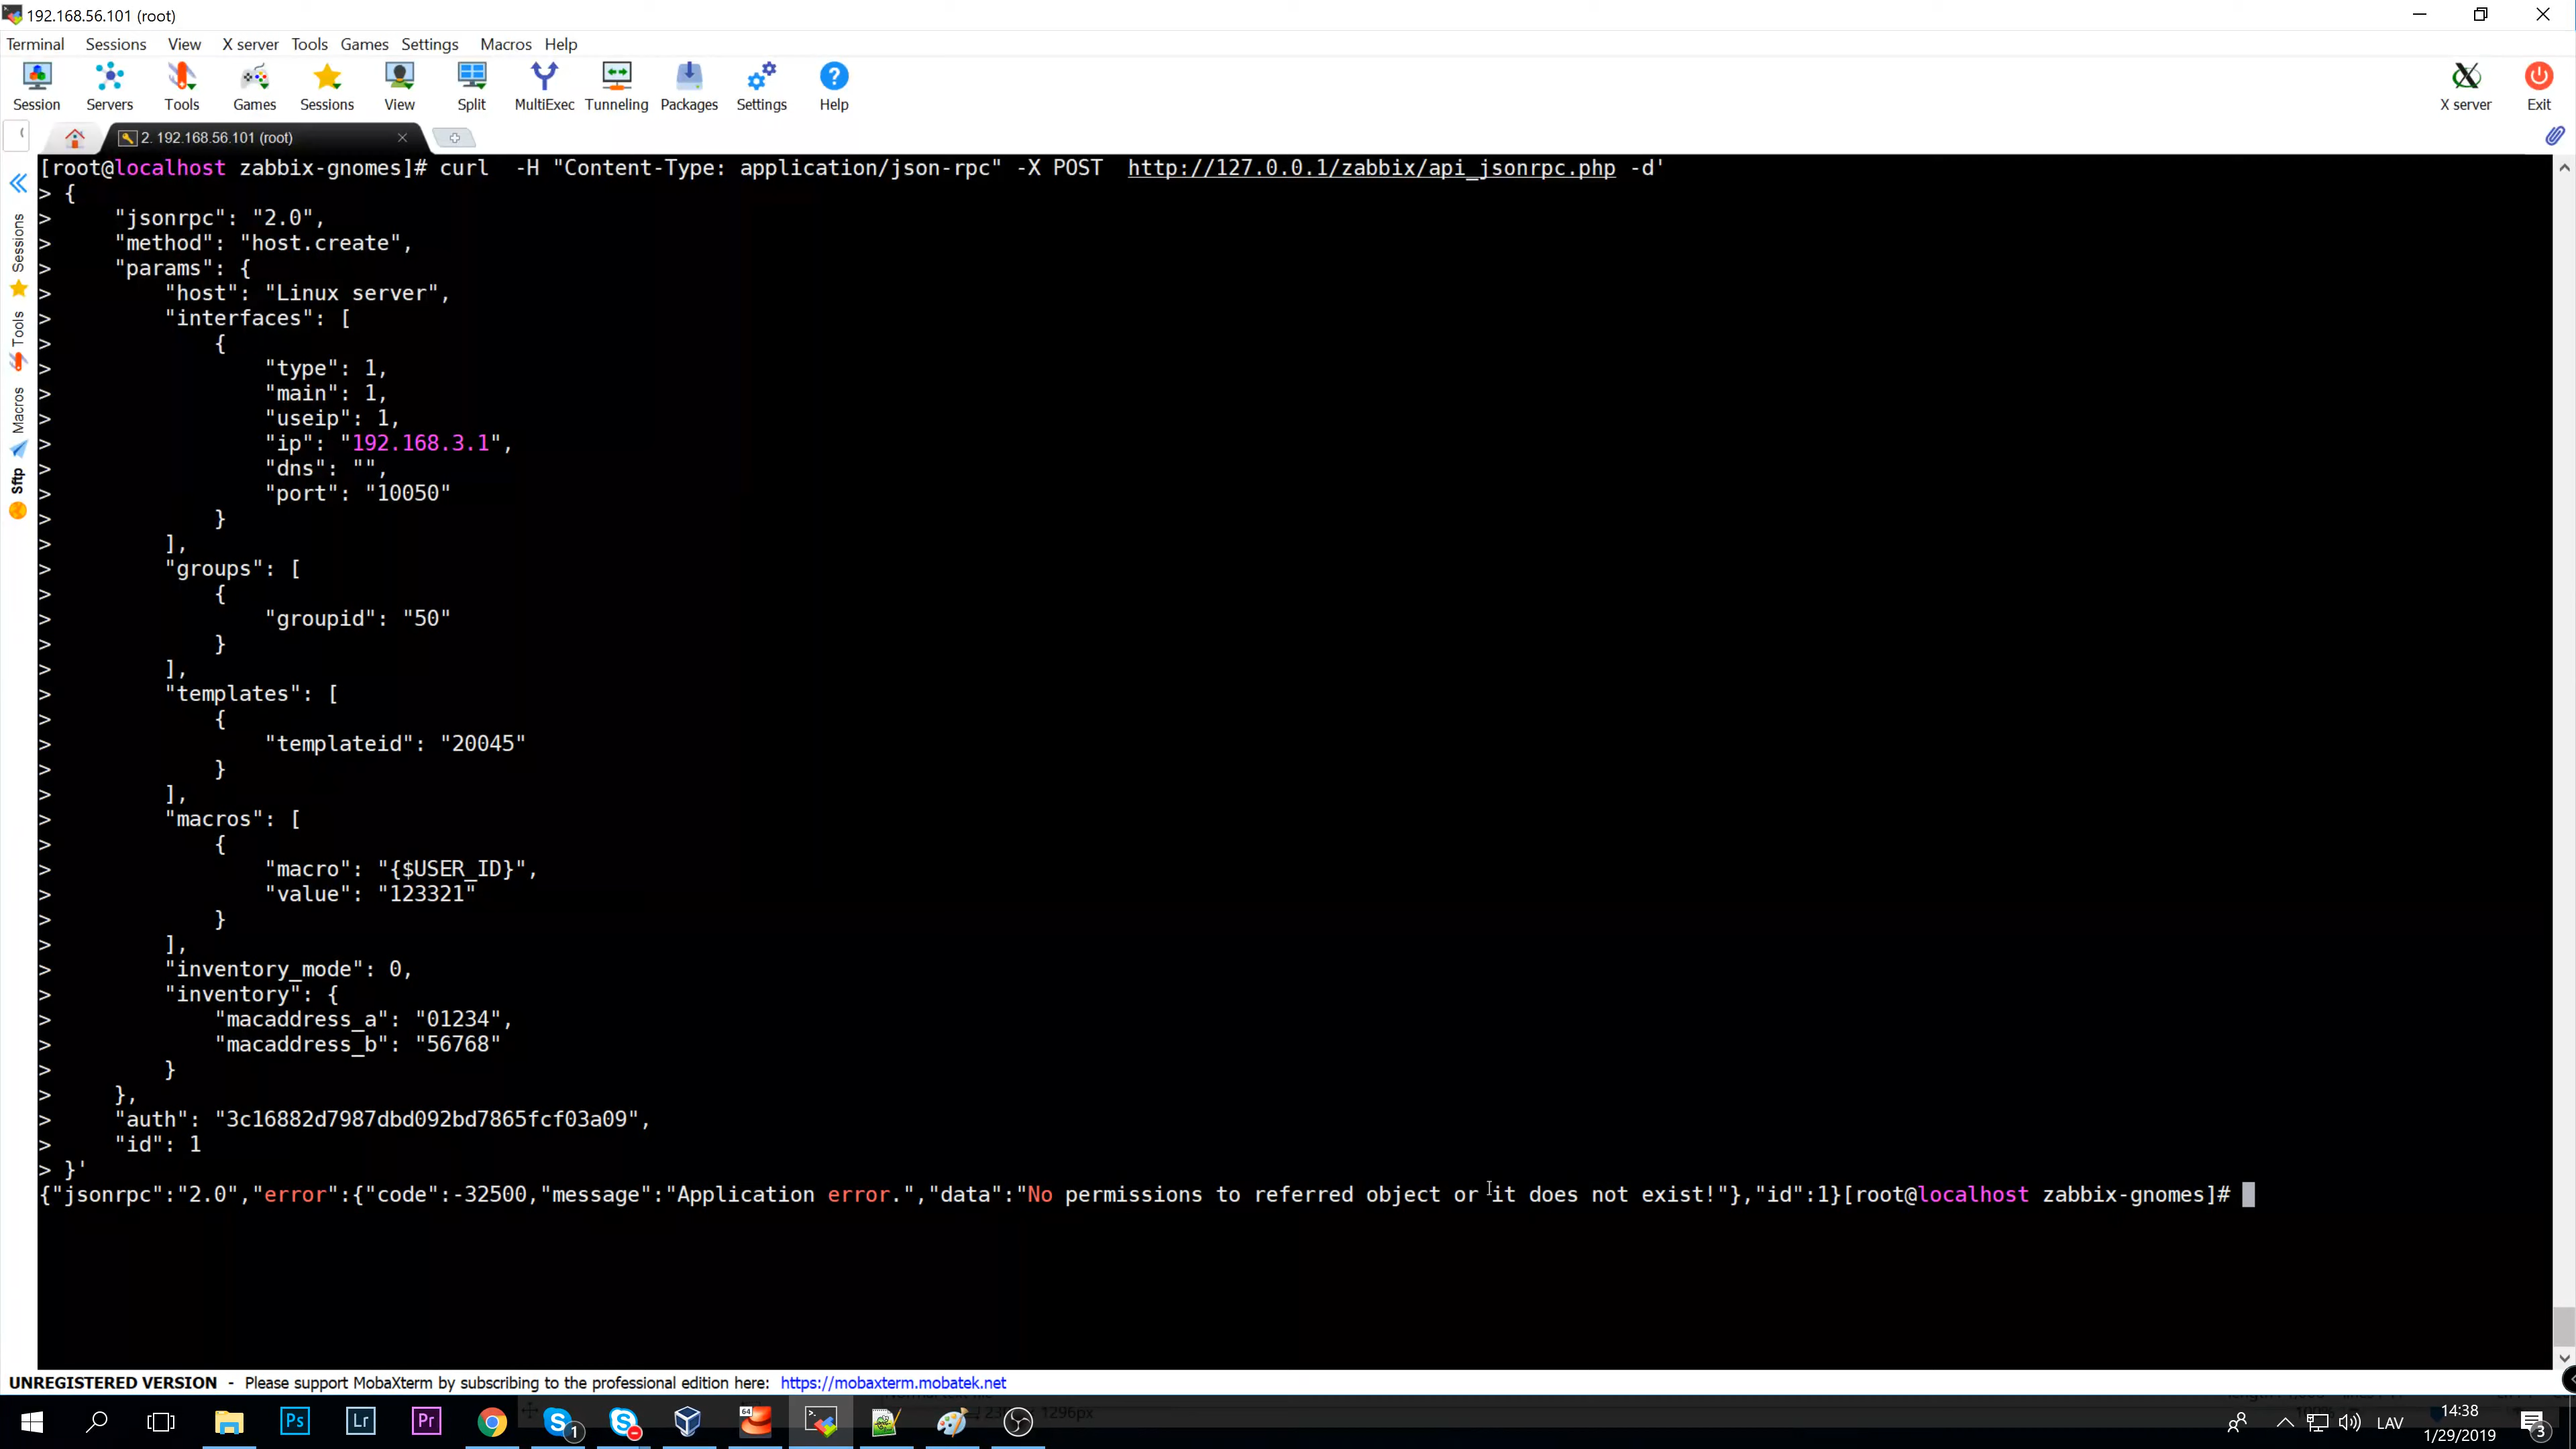 192.168.56.101 (root)
Terminal Sessions View X server Tools Games Settings Macros Help
Session Servers Tools Games Sessions View Split MultiExec Tunneling Packages Settings Help X server Exit
2. 192.168.56.101 (root)
Sessions
Tools
Macros
Sftp
[root@localhost zabbix-gnomes]# curl  -H "Content-Type: application/json-rpc" -X POST  http://127.0.0.1/zabbix/api_jsonrpc.php -d'
> {
>     "jsonrpc": "2.0",
>     "method": "host.create",
>     "params": {
>         "host": "Linux server",
>         "interfaces": [
>             {
>                 "type": 1,
>                 "main": 1,
>                 "useip": 1,
>                 "ip": "192.168.3.1",
>                 "dns": "",
>                 "port": "10050"
>             }
>         ],
>         "groups": [
>             {
>                 "groupid": "50"
>             }
>         ],
>         "templates": [
>             {
>                 "templateid": "20045"
>             }
>         ],
>         "macros": [
>             {
>                 "macro": "{$USER_ID}",
>                 "value": "123321"
>             }
>         ],
>         "inventory_mode": 0,
>         "inventory": {
>             "macaddress_a": "01234",
>             "macaddress_b": "56768"
>         }
>     },
>     "auth": "3c16882d7987dbd092bd7865fcf03a09",
>     "id": 1
> }'
{"jsonrpc":"2.0","error":{"code":-32500,"message":"Application error.","data":"No permissions to referred object or it does not exist!"},"id":1}[root@localhost zabbix-gnomes]#
UNREGISTERED VERSION - Please support MobaXterm by subscribing to the professional edition here: https://mobaxterm.mobatek.net
Ps Lr Pr 1 64 1296px LAV 14:38
1/29/2019 3